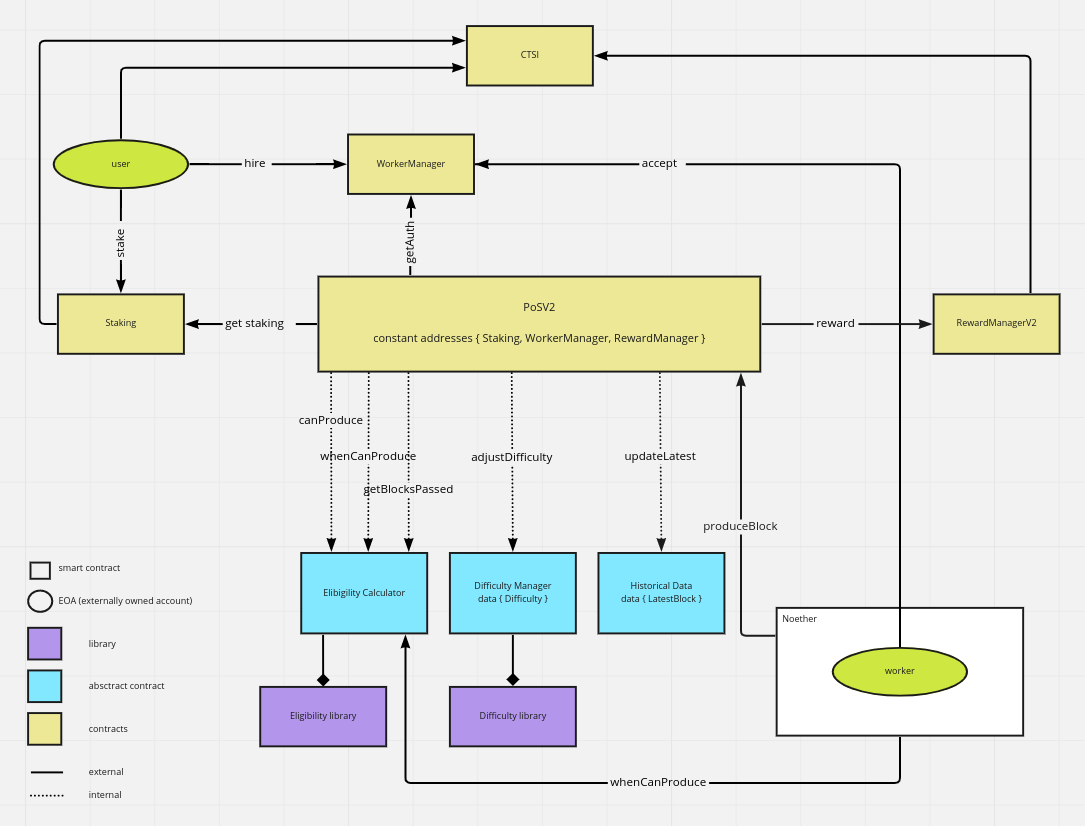 CTSI
user
hire
WorkerManager
accept
stake
getAuth
Staking
get staking
PoSV2
constant addresses { Staking, WorkerManager, RewardManager }
reward
RewardManagerV2
canProduce
whenCanProduce
getBlocksPassed
adjustDifficulty
updateLatest
produceBlock
Elibigility Calculator
Difficulty Manager
data { Difficulty }
Historical Data
data { LatestBlock }
Noether
worker
Eligibility library
Difficulty library
whenCanProduce
smart contract
EOA (externally owned account)
library
absctract contract
contracts
external
internal